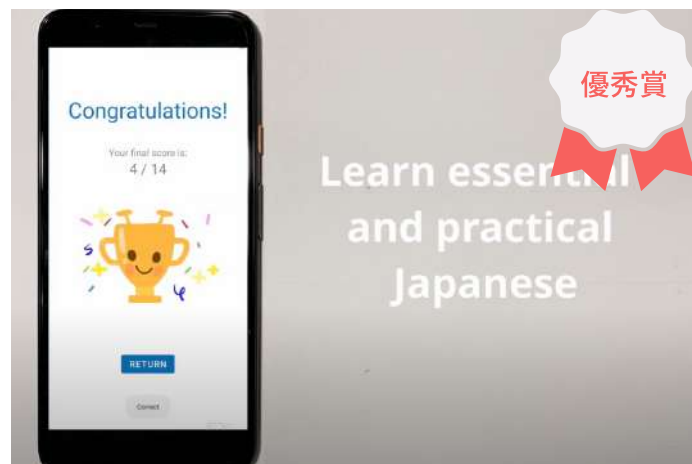 Congratulations!
Your final score is:
4 / 14
RETURN
Correct
優秀賞
Learn essential
and practical
Japanese